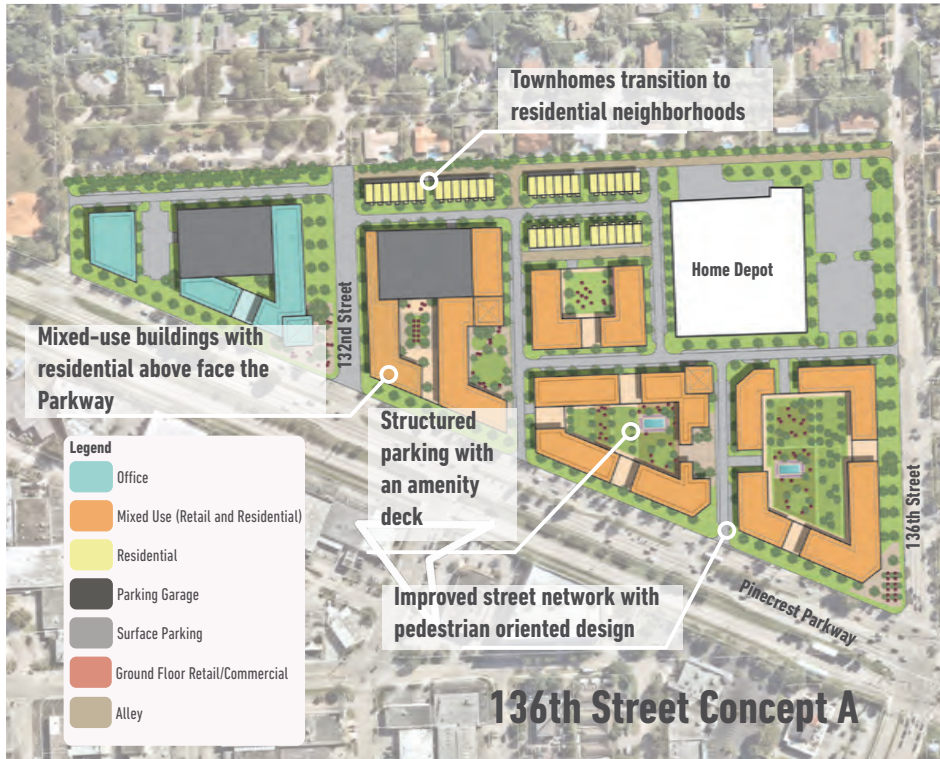 Townhomes transition to
residential neighborhoods
Home Depot
132nd Street
Mixed-use buildings with
residential above face the
Parkway
Structured
parking with
an amenity
deck
136th Street
Improved street network with
pedestrian oriented design
Pinecrest Parkway
Legend
Office
Mixed Use (Retail and Residential)
Residential
Parking Garage
Surface Parking
Ground Floor Retail/Commercial
Alley
136th Street Concept A